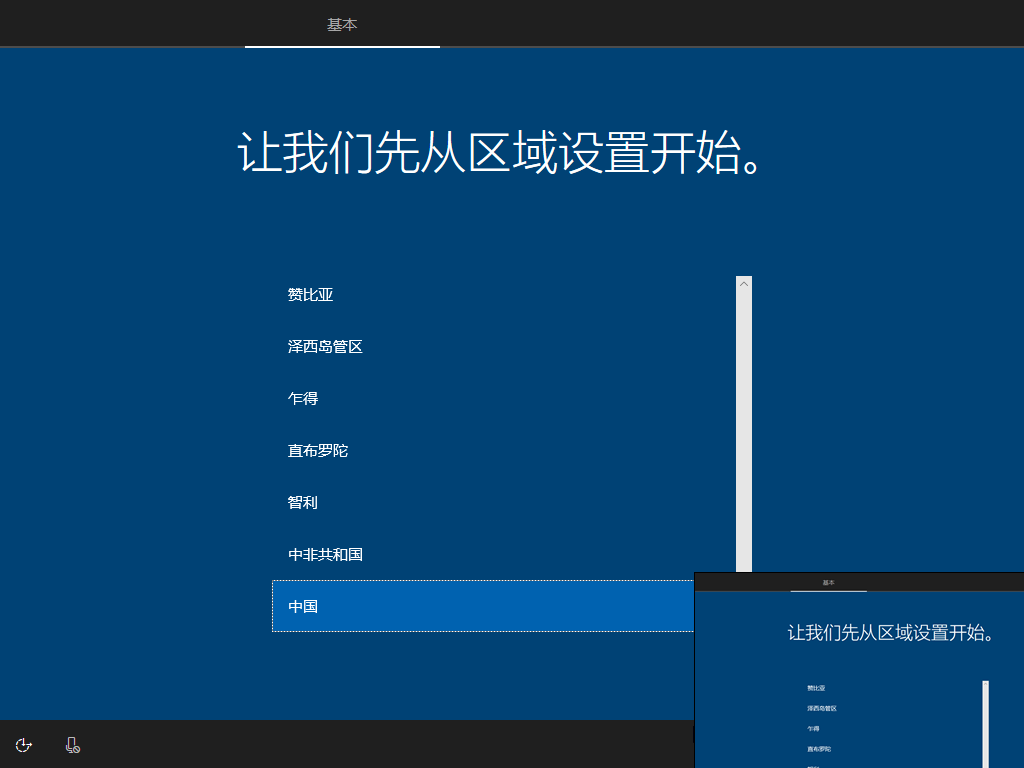 基本
让我们先从区域设置开始。
赞比亚
泽西岛管区
乍得
直布罗陀
智利
中非共和国
中国
基本
让我们先从区域设置开始。
赞比亚
泽西岛管区
乍得
直布罗陀